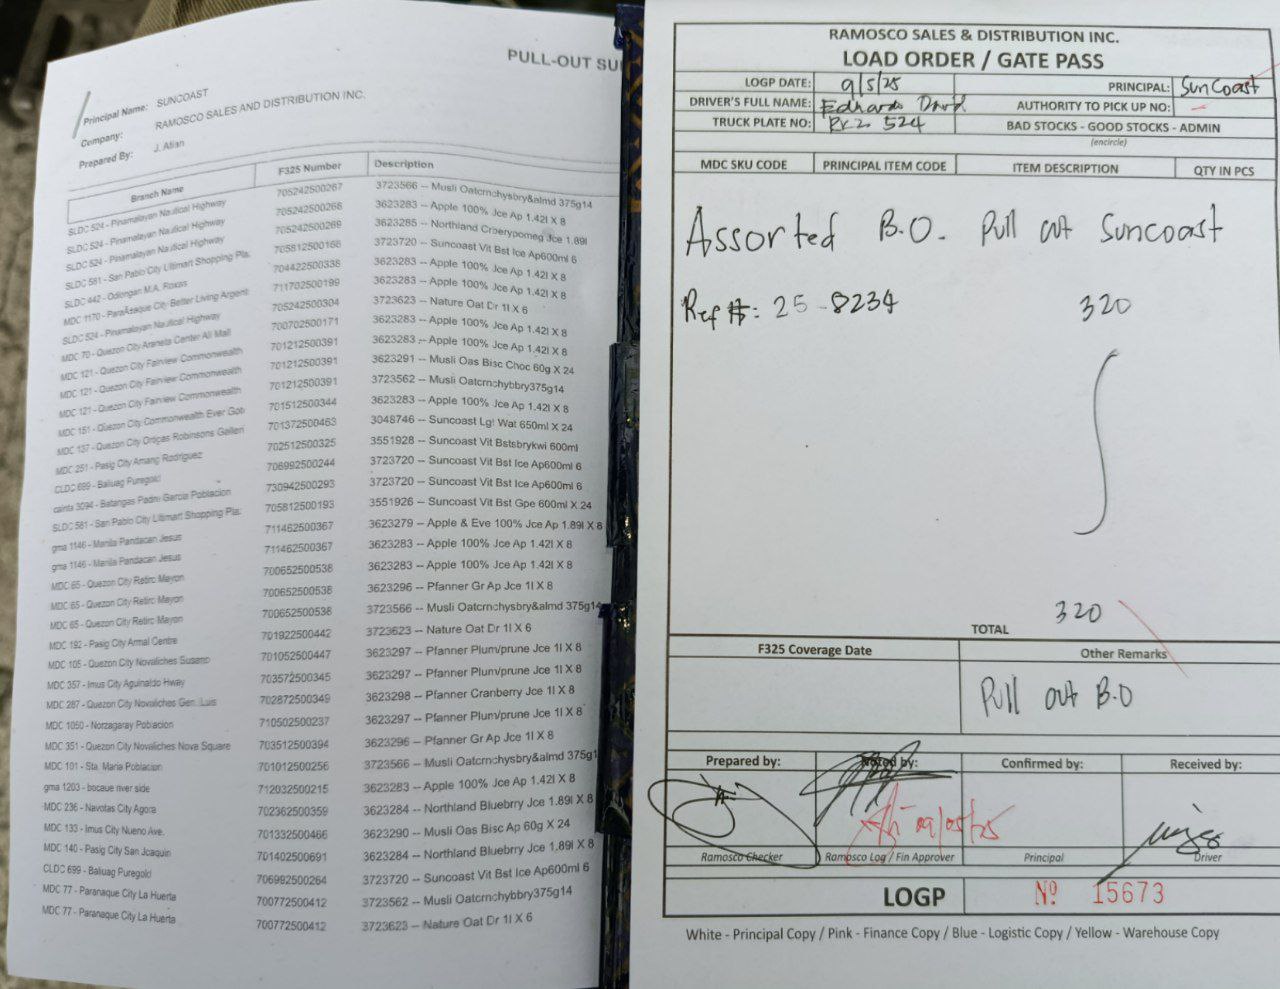 PULL-OUT SU
Principal Name: SUNCOAST
Company: RAMOSCO SALES AND DISTRIBUTION INC.
Prepared By: J. Atian
Branch Name F325 Number Description
SLDC 524 - Pinamalayan Nautical Highway 705242500267 3723566 -- Musli Oatcrnchysbry&almd 375g14
SLDC 524 - Pinamalayan Nautical Highway 705242500268 3623283 -- Apple 100% Jce Ap 1.42l X 8
SLDC 524 - Pinamalayan Nautical Highway 705242500269 3623285 -- Northland Crberypomeg Jce 1.89l
SLDC 581 - San Pablo City Ultimart Shopping Pla. 705812500166 3723720 -- Suncoast Vit Bst Ice Ap600ml 6
SLDC 442 - Odiongan M.A. Roxas 704422500338 3623283 -- Apple 100% Jce Ap 1.42l X 8
MDC 1170 - ParaÃ±aque City Better Living Argent 711702500199 3623283 -- Apple 100% Jce Ap 1.42l X 8
SLDC 524 - Pinamalayan Nautical Highway 705242500304 3723623 -- Nature Oat Dr 1l X 6
MDC 70 - Quezon City Araneta Center Ali Mall 700702500171 3623283 -- Apple 100% Jce Ap 1.42l X 8
MDC 121 - Quezon City Fairview Commonwealth 701212500391 3623283 -- Apple 100% Jce Ap 1.42l X 8
MDC 121 - Quezon City Fairview Commonwealth 701212500391 3623291 -- Musli Oas Bisc Choc 60g X 24
MDC 121 - Quezon City Fairview Commonwealth 701212500391 3723562 -- Musli Oatcrnchybbry375g14
MDC 151 - Quezon City Commonwealth Ever Got 701512500344 3623283 -- Apple 100% Jce Ap 1.42l X 8
MDC 137 - Quezon City Ortigas Robinsons Galleri 701372500463 3048746 -- Suncoast Lgt Wat 650ml X 24
MDC 251 - Pasig City Amang Rodriguez 702512500325 3551928 -- Suncoast Vit Bstsbrykwi 600ml
CLDC 699 - Baliuag Puregold 706992500244 3723720 -- Suncoast Vit Bst Ice Ap600ml 6
cainta 3094 - Batangas Padre Garcia Poblacion 730942500293 3723720 -- Suncoast Vit Bst Ice Ap600ml 6
SLDC 581 - San Pablo City Ultimart Shopping Pla: 705812500193 3551926 -- Suncoast Vit Bst Gpe 600ml X 24
gma 1146 - Manila Pandacan Jesus 711462500367 3623279 -- Apple & Eve 100% Jce Ap 1.89l X 8
gma 1146 - Manila Pandacan Jesus 711462500367 3623283 -- Apple 100% Jce Ap 1.42l X 8
MDC 65 - Quezon City Retiro Mayon 700652500538 3623283 -- Apple 100% Jce Ap 1.42l X 8
MDC 65 - Quezon City Retiro Mayon 700652500538 3623296 -- Pfanner Gr Ap Jce 1l X 8
MDC 65 - Quezon City Retiro Mayon 700652500538 3723566 -- Musli Oatcrnchysbry&almd 375g14
MDC 192 - Pasig City Armal Centre 701922500442 3723623 -- Nature Oat Dr 1l X 6
MDC 105 - Quezon City Novaliches Susano 701052500447 3623297 -- Pfanner Plum/prune Jce 1l X 8
MDC 357 - Imus City Aguinaldo Hway 703572500345 3623297 -- Pfanner Plum/prune Jce 1l X 8
MDC 287 - Quezon City Novaliches Gen. Luis 702872500349 3623298 -- Pfanner Cranberry Jce 1l X 8
MDC 1050 - Norzagaray Poblacion 710502500237 3623297 -- Pfanner Plum/prune Jce 1l X 8
MDC 351 - Quezon City Novaliches Nova Square 703512500394 3623296 -- Pfanner Gr Ap Jce 1l X 8
MDC 101 - Sta. Maria Poblacion 701012500256 3723566 -- Musli Oatcrnchysbry&almd 375g1
gma 1203 - bocaue river side 712032500215 3623283 -- Apple 100% Jce Ap 1.42l X 8
MDC 236 - Navotas City Agora 702362500359 3623284 -- Northland Bluebrry Jce 1.89l X 8
MDC 133 - Imus City Nueno Ave. 701332500466 3623290 -- Musli Oas Bisc Ap 60g X 24
MDC 140 - Pasig City San Joaquin 701402500691 3623284 -- Northland Bluebrry Jce 1.89l X 8
CLDC 699 - Baliuag Puregold 706992500264 3723720 -- Suncoast Vit Bst Ice Ap600ml 6
MDC 77 - Paranaque City La Huerta 700772500412 3723562 -- Musli Oatcrnchybbry375g14
MDC 77 - Paranaque City La Huerta 700772500412 3723623 -- Nature Oat Dr 1l X 6
RAMOSCO SALES & DISTRIBUTION INC.
LOAD ORDER / GATE PASS
LOGP DATE: 9/5/25 PRINCIPAL: SunCoast
DRIVER'S FULL NAME: Edhardo David AUTHORITY TO PICK UP NO: -
TRUCK PLATE NO: 524 BAD STOCKS - GOOD STOCKS - ADMIN
(encircle)
MDC SKU CODE PRINCIPAL ITEM CODE ITEM DESCRIPTION QTY IN PCS
Assorted B.O. Pull out Suncoast
Ref #: 25-8234 320
320
TOTAL
F325 Coverage Date Other Remarks
Pull out B.O
Prepared by: Noted by: Confirmed by: Received by:
09/05/25
Ramosco Checker Ramosco Log / Fin Approver Principal Driver
LOGP Nº 15673
White - Principal Copy / Pink - Finance Copy / Blue - Logistic Copy / Yellow - Warehouse Copy